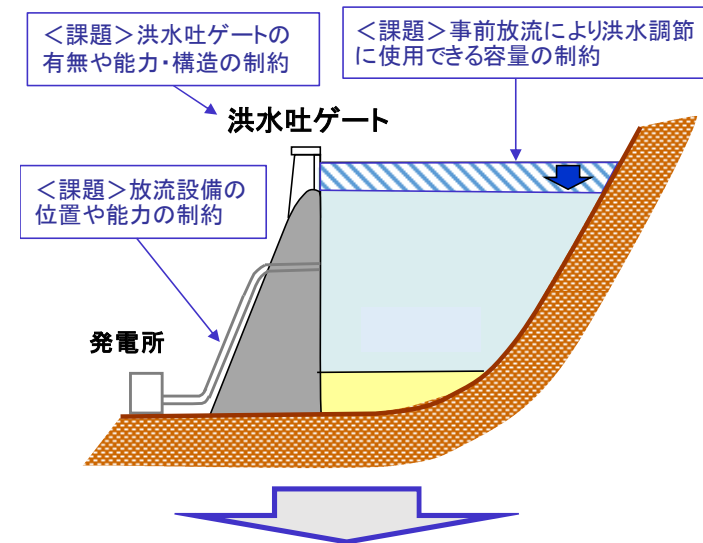 ＜課題＞洪水吐ゲートの
有無や能力・構造の制約
＜課題＞事前放流により洪水調節
に使用できる容量の制約
洪水吐ゲート
＜課題＞放流設備の
位置や能力の制約
発電所